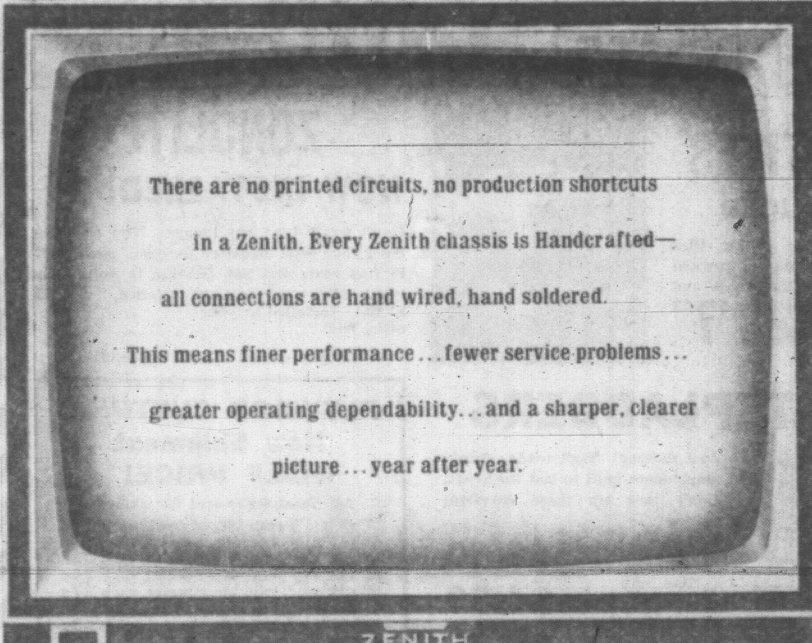 There are no printed circuits, no production shortcuts
in a Zenith. Every Zenith chassis is Handcrafted—
all connections are hand wired, hand soldered.
This means finer performance...fewer service problems...
greater operating dependability...and a sharper, clearer
picture...year after year.
ZENITH